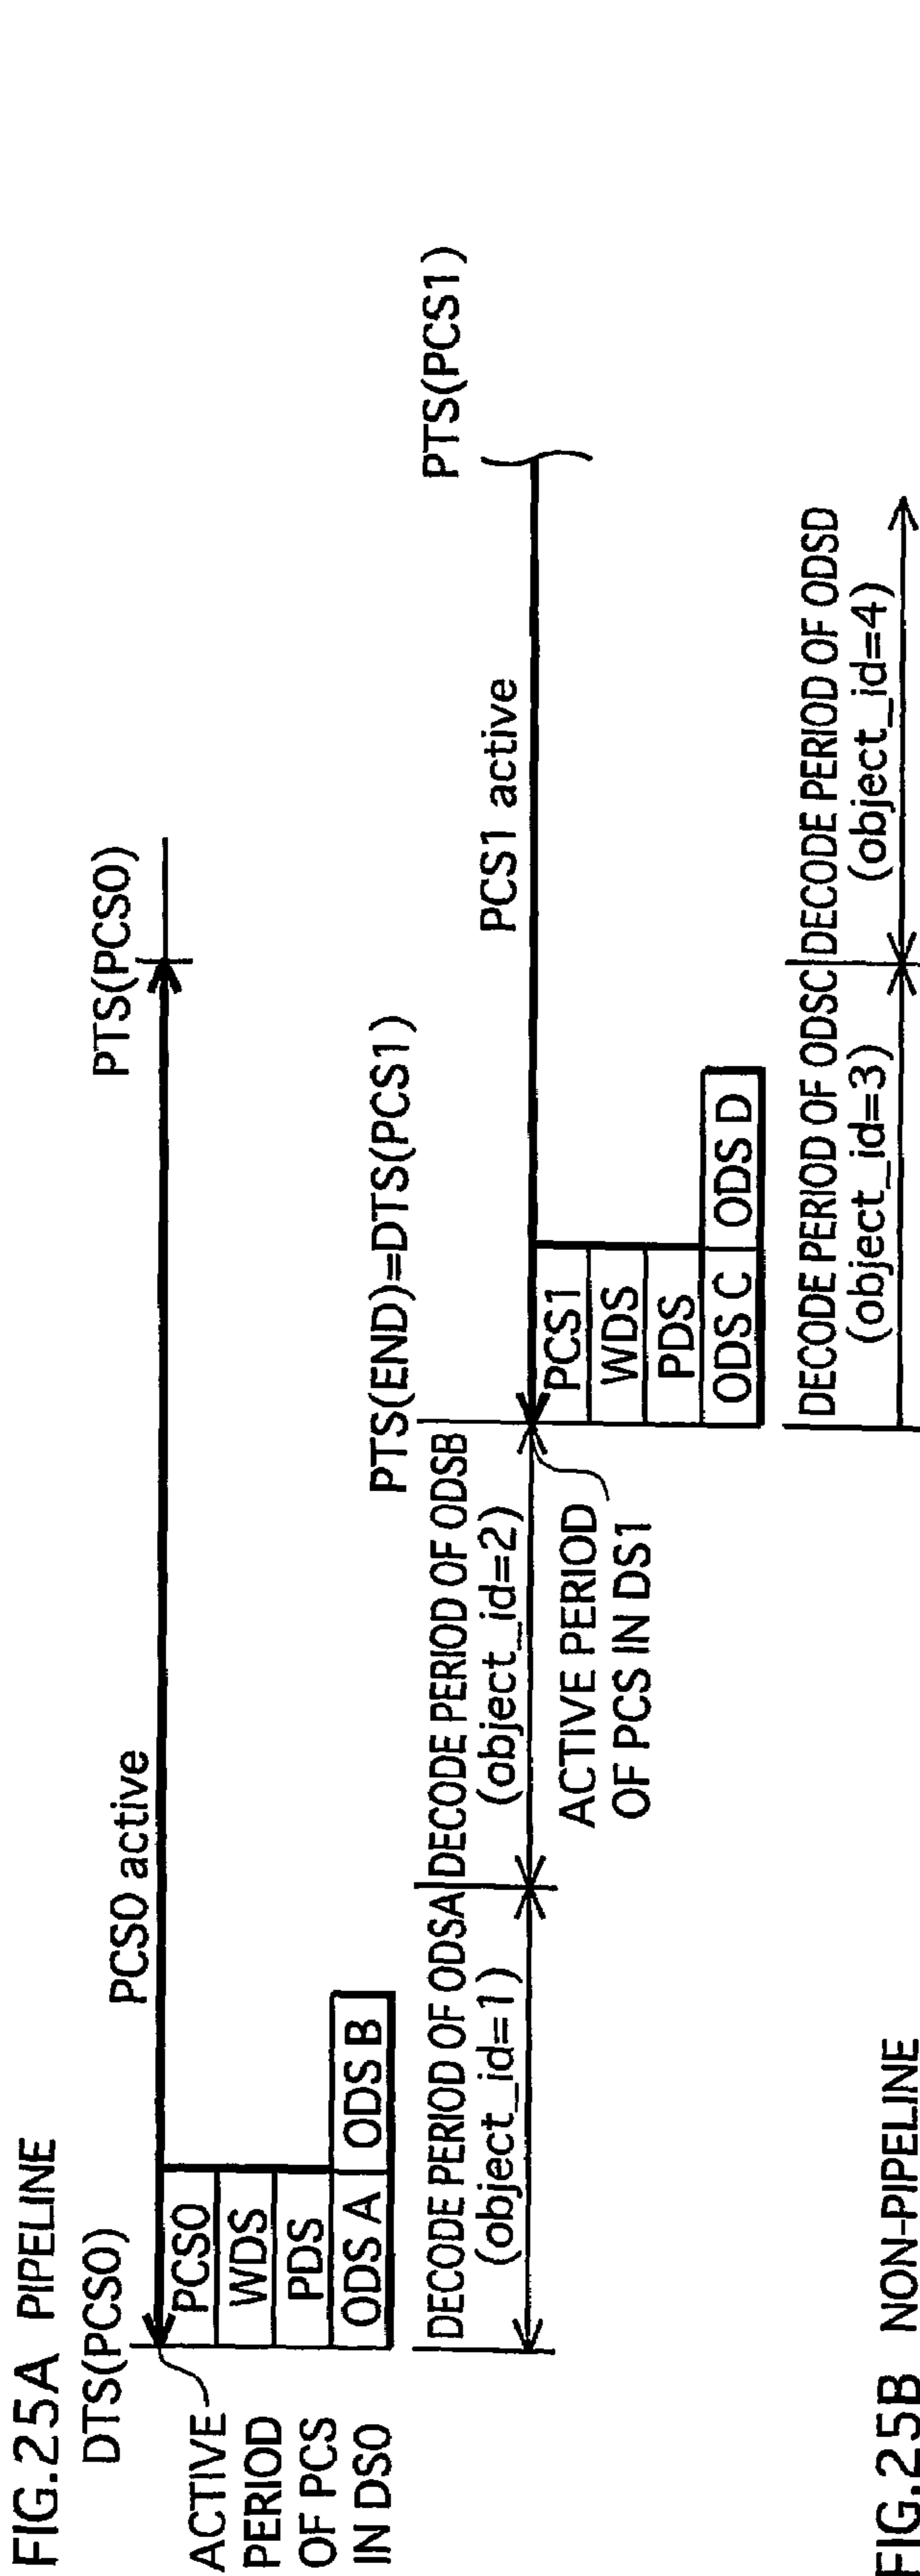 FIG.25A PIPELINE
DTS(PCS0)
PCS0 active
PTS(PCS0)
ACTIVE
PERIOD
OF PCS
IN DS0
PCS0
WDS
PDS
ODS A
ODS B
DECODE PERIOD OF ODSA
(object_id=1)
DECODE PERIOD OF ODSB
(object_id=2)
PTS(END)=DTS(PCS1)
PCS1 active
PTS(PCS1)
ACTIVE PERIOD
OF PCS IN DS1
PCS1
WDS
PDS
ODS C
ODS D
DECODE PERIOD OF ODSC
(object_id=3)
DECODE PERIOD OF ODSD
(object_id=4)
FIG.25B NON-PIPELINE